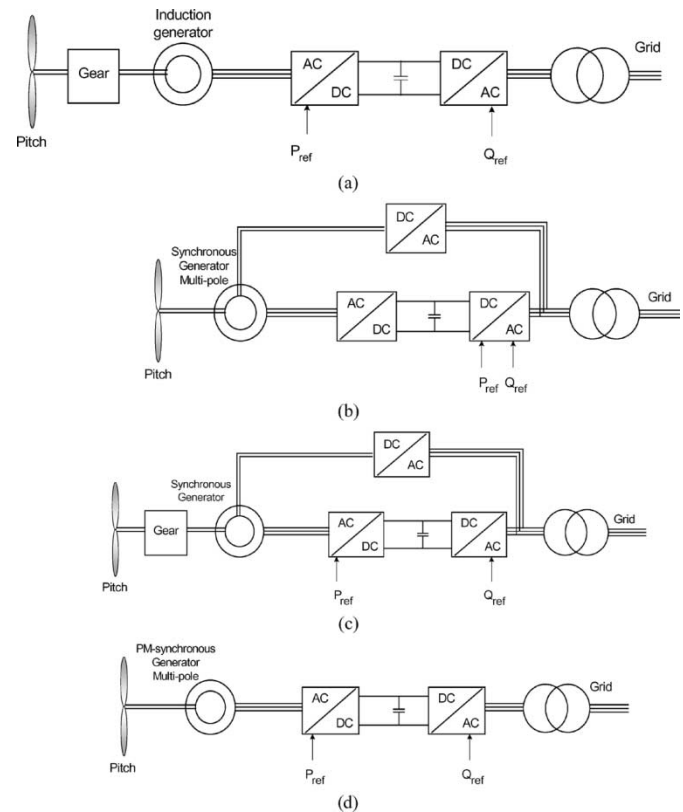 Induction
generator
Gear
AC
DC
DC
AC
Grid
Pitch
P_ref
Q_ref
(a)
DC
AC
Synchronous
Generator
Multi-pole
AC
DC
DC
AC
Grid
Pitch
P_ref Q_ref
(b)
DC
AC
Synchronous
Generator
Gear
AC
DC
DC
AC
Grid
Pitch
P_ref
Q_ref
(c)
PM-synchronous
Generator
Multi-pole
AC
DC
DC
AC
Grid
Pitch
P_ref
Q_ref
(d)